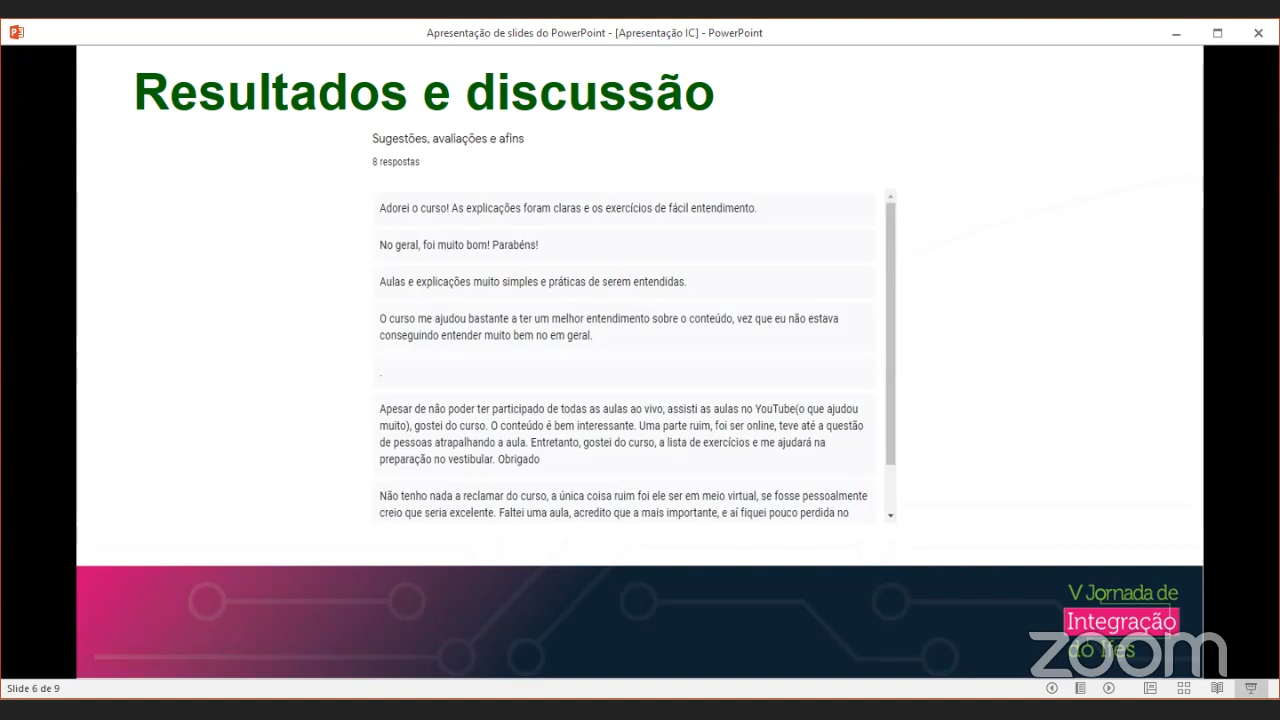 Apresentação de slides do PowerPoint - [Apresentação IC] - PowerPoint
Resultados e discussão
Sugestões, avaliações e afins
8 respostas
Adorei o curso! As explicações foram claras e os exercícios de fácil entendimento.
No geral, foi muito bom! Parabéns!
Aulas e explicações muito simples e práticas de serem entendidas.
O curso me ajudou bastante a ter um melhor entendimento sobre o conteúdo, vez que eu não estava
conseguindo entender muito bem no em geral.
.
Apesar de não poder ter participado de todas as aulas ao vivo, assisti as aulas no YouTube(o que ajudou
muito), gostei do curso. O conteúdo é bem interessante. Uma parte ruim, foi ser online, teve até a questão
de pessoas atrapalhando a aula. Entretanto, gostei do curso, a lista de exercícios e me ajudará na
preparação no vestibular. Obrigado
Não tenho nada a reclamar do curso, a única coisa ruim foi ele ser em meio virtual, se fosse pessoalmente
creio que seria excelente. Faltei uma aula, acredito que a mais importante, e aí fiquei pouco perdida no
V Jornada de
Integração
do Ifes
zoom
Slide 6 de 9